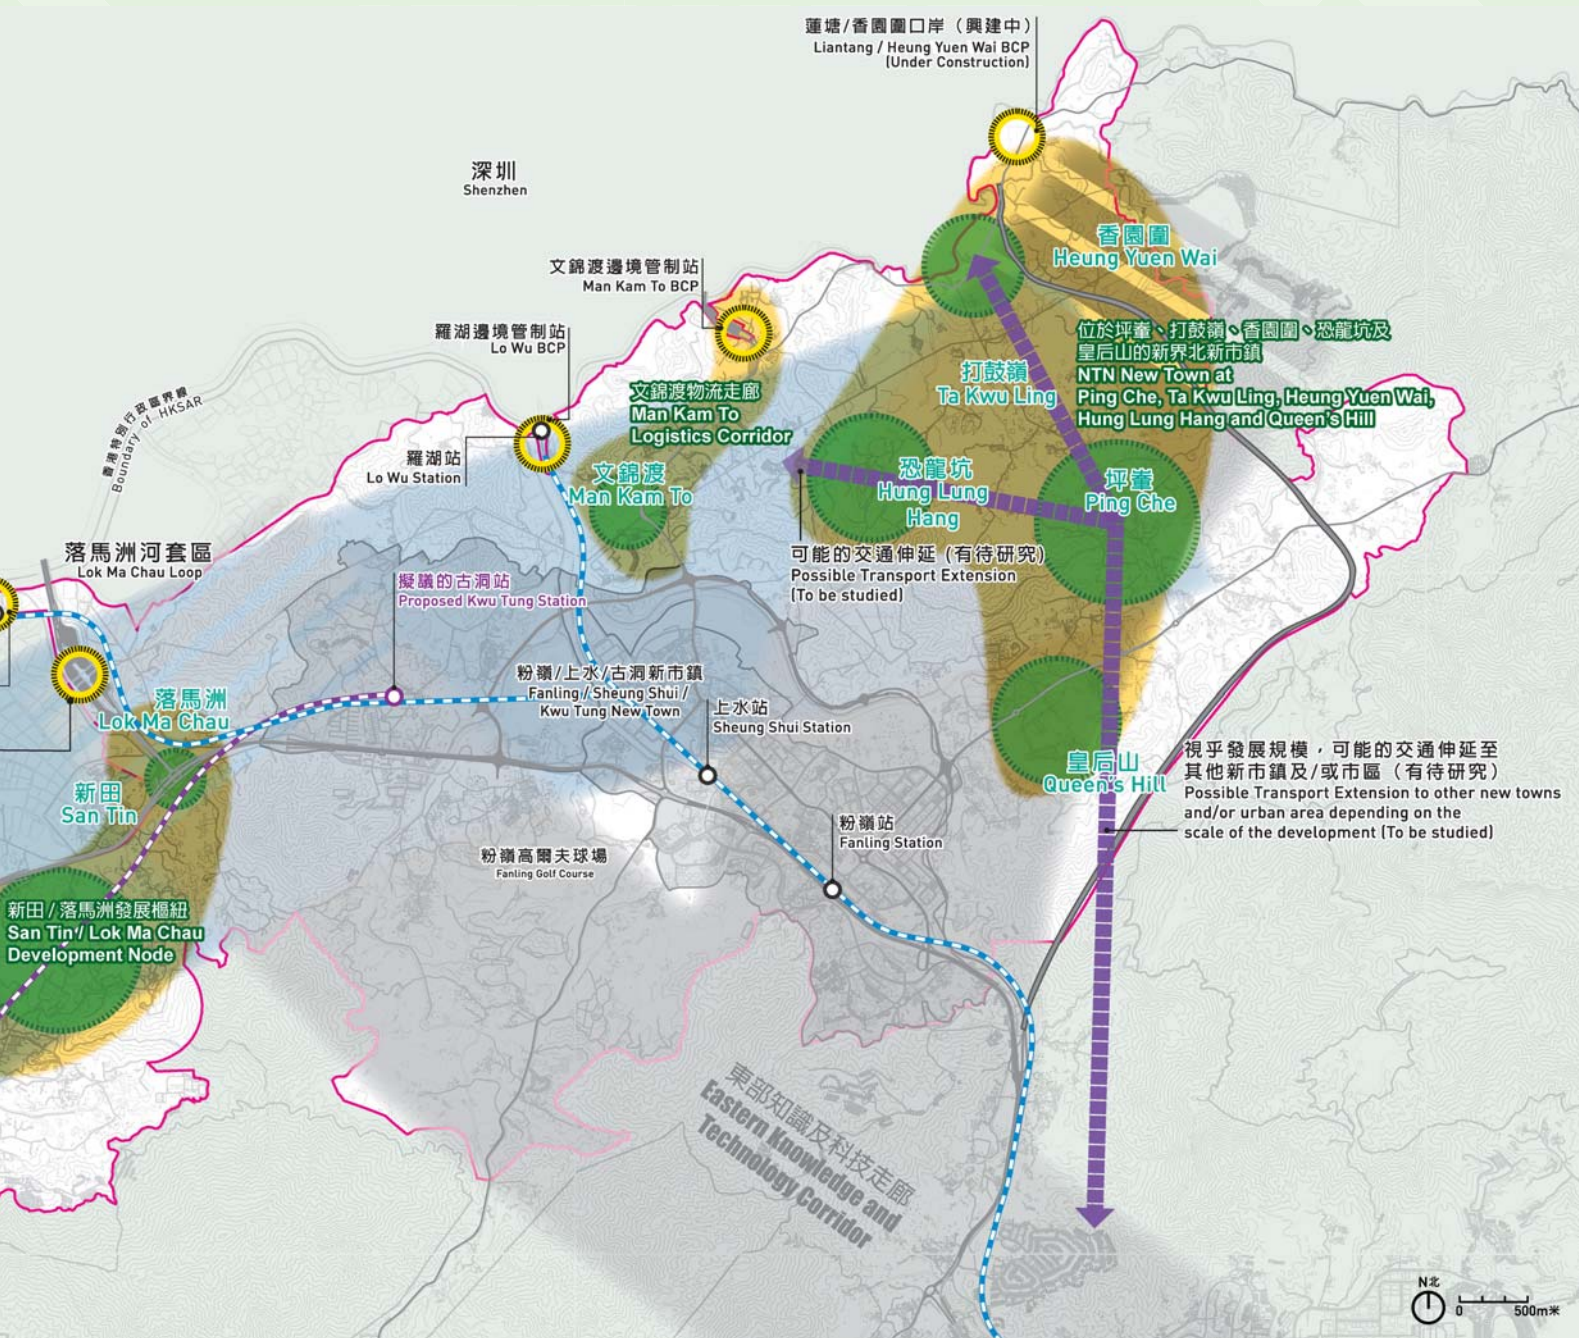 蓮塘/香園圍口岸（興建中）
Liantang / Heung Yuen Wai BCP
(Under Construction)
深圳
Shenzhen
香園圍
Heung Yuen Wai
文錦渡邊境管制站
Man Kam To BCP
羅湖邊境管制站
Lo Wu BCP
位於坪輋、打鼓嶺、香園圍、恐龍坑及
皇后山的新界北新市鎮
NTN New Town at
Ping Che, Ta Kwu Ling, Heung Yuen Wai,
Hung Lung Hang and Queen's Hill
打鼓嶺
Ta Kwu Ling
文錦渡物流走廊
Man Kam To
Logistics Corridor
香港特別行政區界線
Boundary of HKSAR
羅湖站
Lo Wu Station
文錦渡
Man Kam To
恐龍坑
Hung Lung
Hang
坪輋
Ping Che
落馬洲河套區
Lok Ma Chau Loop
可能的交通伸延 (有待研究)
Possible Transport Extension
(To be studied)
擬議的古洞站
Proposed Kwu Tung Station
粉嶺/上水/古洞新市鎮
Fanling / Sheung Shui /
Kwu Tung New Town
上水站
Sheung Shui Station
落馬洲
Lok Ma Chau
新田
San Tin
皇后山
Queen's Hill
視乎發展規模，可能的交通伸延至
其他新市鎮及/或市區（有待研究）
Possible Transport Extension to other new towns
and/or urban area depending on the
scale of the development (To be studied)
粉嶺站
Fanling Station
粉嶺高爾夫球場
Fanling Golf Course
新田 / 落馬洲發展樞紐
San Tin / Lok Ma Chau
Development Node
東部知識及科技走廊
Eastern Knowledge and
Technology Corridor
N北
0 500m米